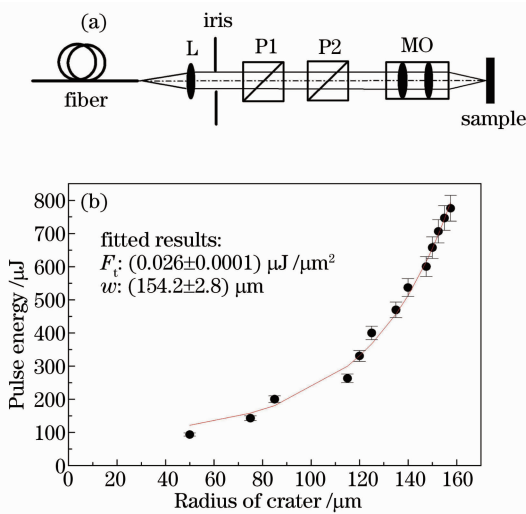 (a)
iris
L
P1
P2
MO
fiber
sample
(b)
fitted results:
Ft: (0.026±0.0001) μJ /μm²
w: (154.2±2.8) μm
Pulse energy /μJ
800
700
600
500
400
300
200
100
0
0 20 40 60 80 100 120 140 160
Radius of crater /μm